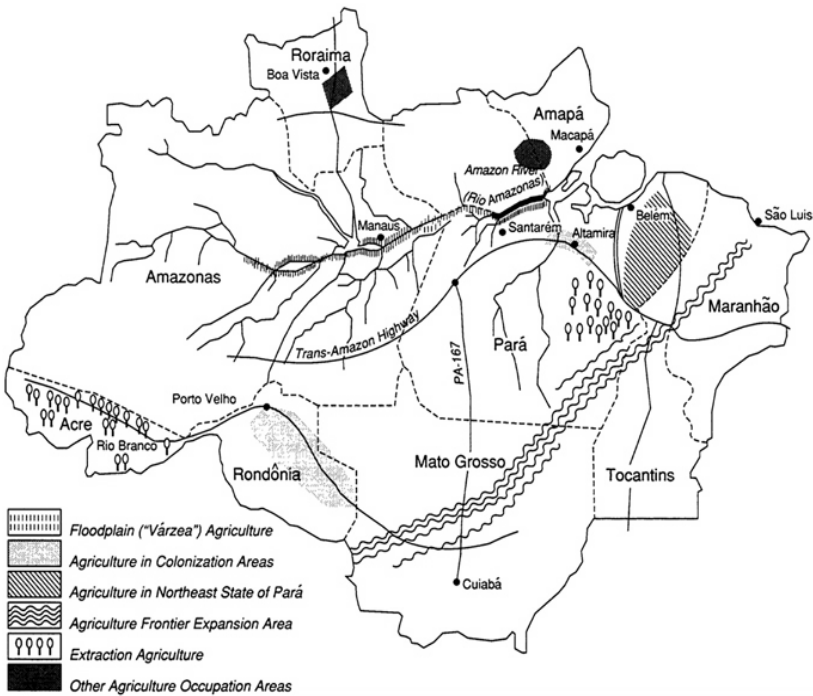 Roraima
Boa Vista
Amapá
Macapá
Amazon River
(Rio Amazonas)
Belém
São Luis
Manaus
Santarém
Altamira
Amazonas
Maranhão
Trans-Amazon Highway
Pará
PA-167
Porto Velho
Acre
Rio Branco
Rondônia
Mato Grosso
Tocantins
Cuiabá
Floodplain ("Várzea") Agriculture
Agriculture in Colonization Areas
Agriculture in Northeast State of Pará
Agriculture Frontier Expansion Area
Extraction Agriculture
Other Agriculture Occupation Areas